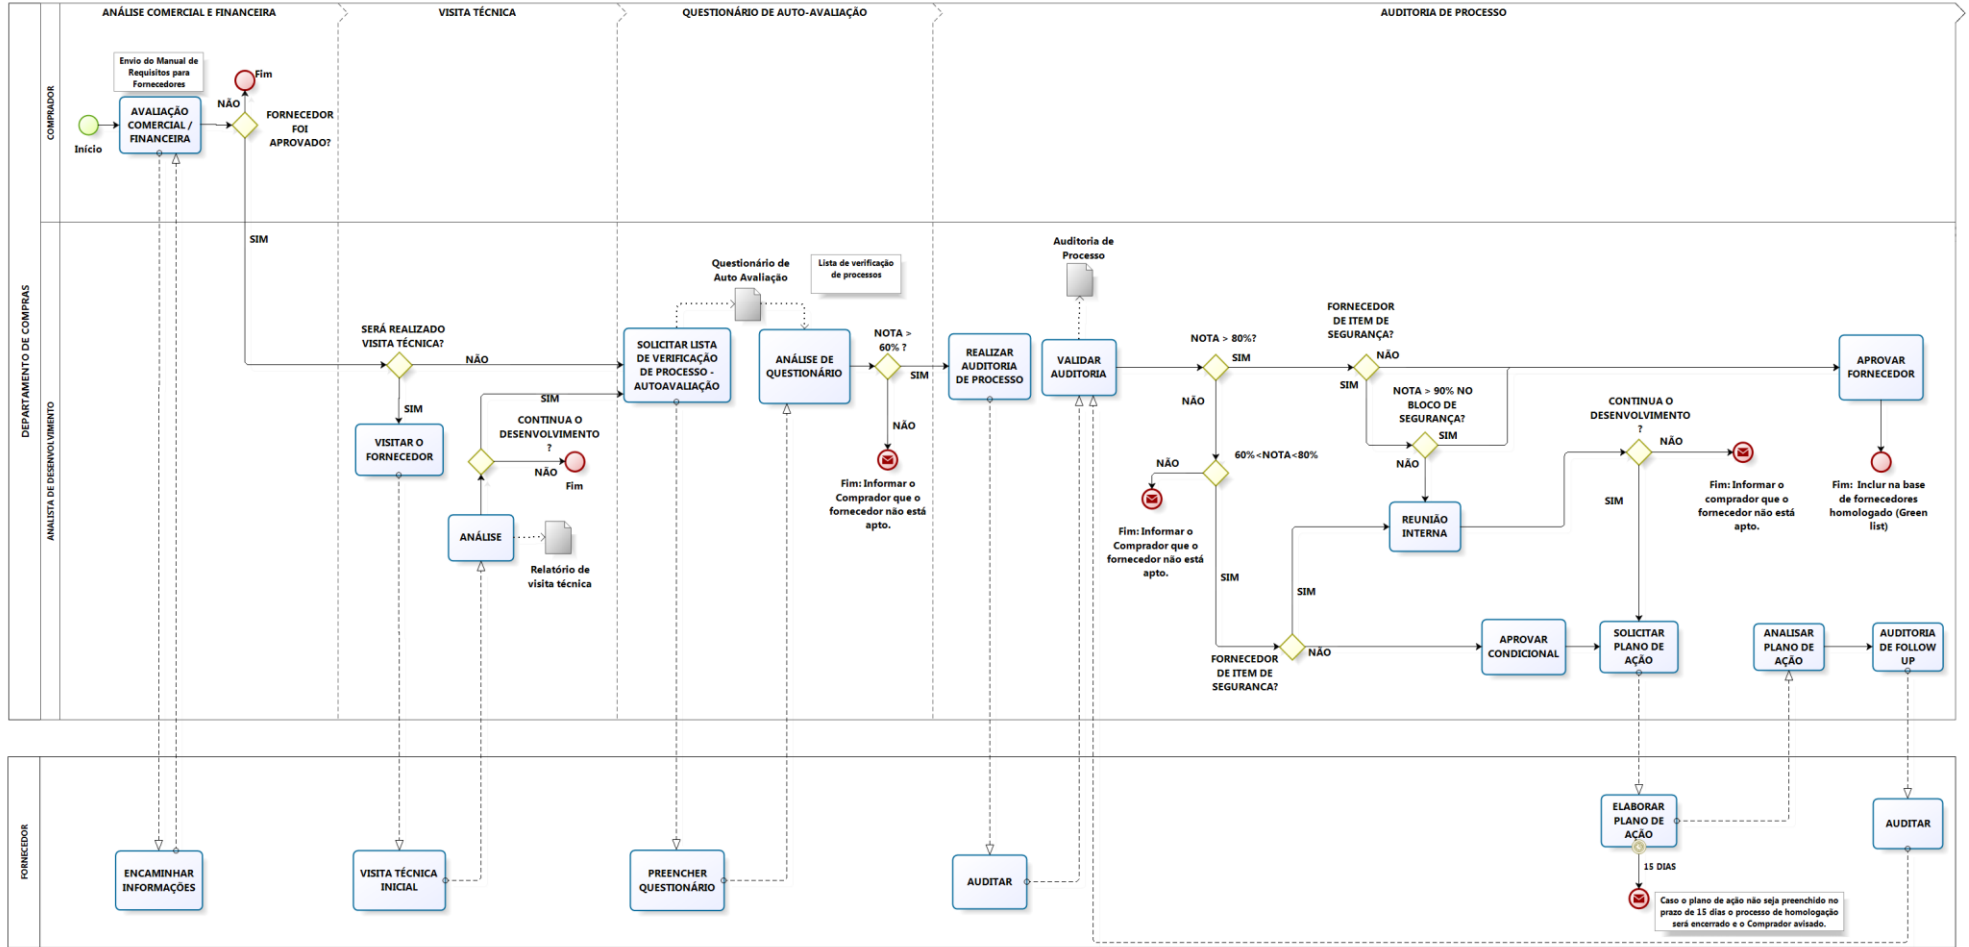 ANÁLISE COMERCIAL E FINANCEIRA
VISITA TÉCNICA
QUESTIONÁRIO DE AUTO-AVALIAÇÃO
AUDITORIA DE PROCESSO
DEPARTAMENTO DE COMPRAS
COMPRADOR
Envio do Manual de
Requisitos para
Fornecedores
Início
AVALIAÇÃO
COMERCIAL /
FINANCEIRA
NÃO
Fim
FORNECEDOR
FOI
APROVADO?
SIM
ANALISTA DE DESENVOLVIMENTO
SERÁ REALIZADO
VISITA TÉCNICA?
NÃO
SIM
VISITAR O
FORNECEDOR
SIM
CONTINUA O
DESENVOLVIMENTO
?
NÃO
Fim
ANÁLISE
Relatório de
visita técnica
Questionário de
Auto Avaliação
Lista de verificação
de processos
SOLICITAR LISTA
DE VERIFICAÇÃO
DE PROCESSO -
AUTOAVALIAÇÃO
ANÁLISE DE
QUESTIONÁRIO
NOTA >
60% ?
SIM
NÃO
Fim: Informar o
Comprador que o
fornecedor não está
apto.
REALIZAR
AUDITORIA
DE PROCESSO
Auditoria de
Processo
VALIDAR
AUDITORIA
NOTA > 80%?
SIM
NÃO
60%<NOTA<80%
NÃO
Fim: Informar o
Comprador que o
fornecedor não está
apto.
SIM
FORNECEDOR
DE ITEM DE
SEGURANÇA?
NÃO
SIM
NOTA > 90% NO
BLOCO DE
SEGURANÇA?
SIM
NÃO
REUNIÃO
INTERNA
SIM
FORNECEDOR
DE ITEM DE
SEGURANCA?
NÃO
APROVAR
CONDICIONAL
CONTINUA O
DESENVOLVIMENTO
?
NÃO
SIM
Fim: Informar o
comprador que o
fornecedor não está
apto.
SOLICITAR
PLANO DE
AÇÃO
APROVAR
FORNECEDOR
Fim: Inclur na base
de fornecedores
homologado (Green
list)
ANALISAR
PLANO DE
AÇÃO
AUDITORIA
DE FOLLOW
UP
FORNECEDOR
ENCAMINHAR
INFORMAÇÕES
VISITA TÉCNICA
INICIAL
PREENCHER
QUESTIONÁRIO
AUDITAR
ELABORAR
PLANO DE
AÇÃO
15 DIAS
Caso o plano de ação não seja preenchido no
prazo de 15 dias o processo de homologação
será encerrado e o Comprador avisado.
AUDITAR